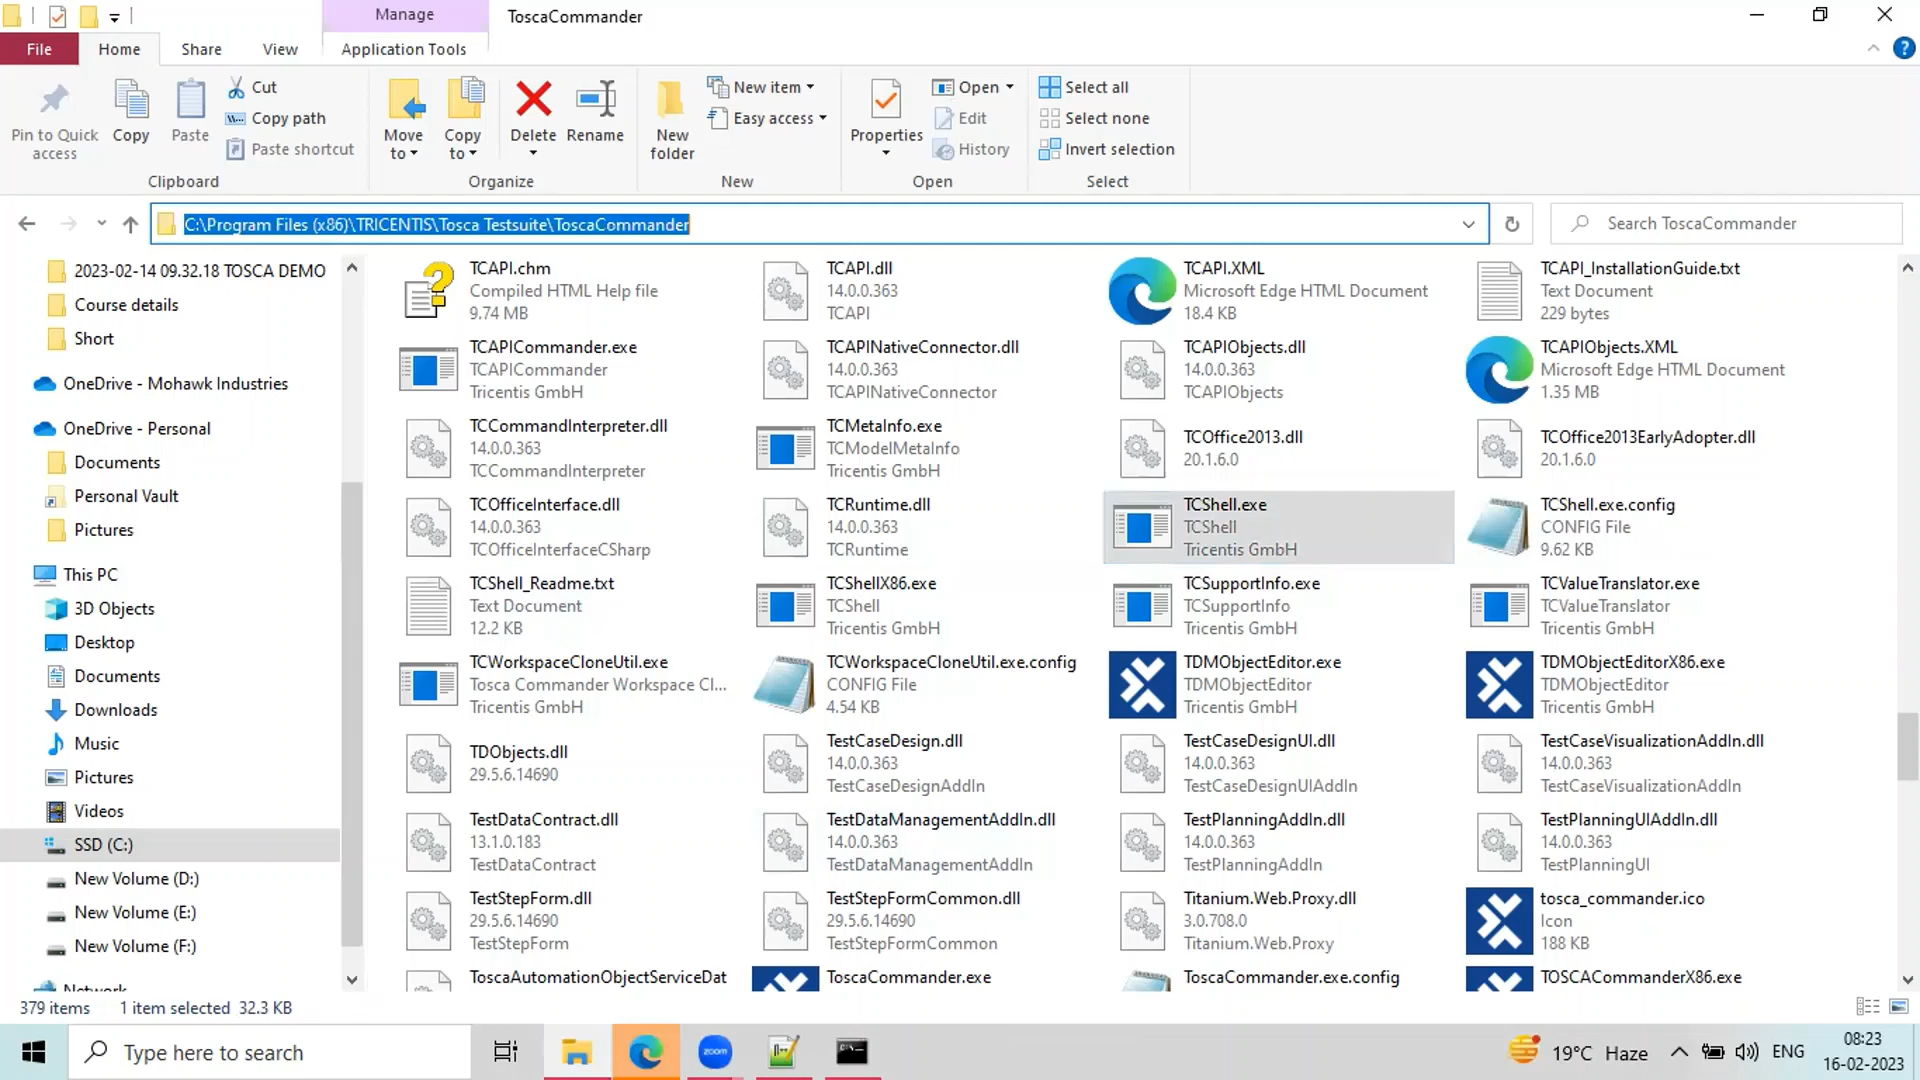 Manage
ToscaCommander
File
Home
Share
View
Application Tools
Pin to Quick access
Copy
Paste
Cut
Copy path
Paste shortcut
Clipboard
Move to
Copy to
Delete
Rename
Organize
New folder
New item
Easy access
New
Properties
Open
Edit
History
Open
Select all
Select none
Invert selection
Select
C:\Program Files (x86)\TRICENTIS\Tosca Testsuite\ToscaCommander
Search ToscaCommander
2023-02-14 09.32.18 TOSCA DEMO
Course details
Short
OneDrive - Mohawk Industries
OneDrive - Personal
Documents
Personal Vault
Pictures
This PC
3D Objects
Desktop
Documents
Downloads
Music
Pictures
Videos
SSD (C:)
New Volume (D:)
New Volume (E:)
New Volume (F:)
Network
TCAPI.chm
Compiled HTML Help file
9.74 MB
TCAPI.dll
14.0.0.363
TCAPI
TCAPI.XML
Microsoft Edge HTML Document
18.4 KB
TCAPI_InstallationGuide.txt
Text Document
229 bytes
TCAPICommander.exe
TCAPICommander
Tricentis GmbH
TCAPINativeConnector.dll
14.0.0.363
TCAPINativeConnector
TCAPIObjects.dll
14.0.0.363
TCAPIObjects
TCAPIObjects.XML
Microsoft Edge HTML Document
1.35 MB
TCCommandInterpreter.dll
14.0.0.363
TCCommandInterpreter
TCMetaInfo.exe
TCModelMetaInfo
Tricentis GmbH
TCOffice2013.dll
20.1.6.0
TCOffice2013EarlyAdopter.dll
20.1.6.0
TCOfficeInterface.dll
14.0.0.363
TCOfficeInterfaceCSharp
TCRuntime.dll
14.0.0.363
TCRuntime
TCShell.exe
TCShell
Tricentis GmbH
TCShell.exe.config
CONFIG File
9.62 KB
TCShell_Readme.txt
Text Document
12.2 KB
TCShellX86.exe
TCShell
Tricentis GmbH
TCSupportInfo.exe
TCSupportInfo
Tricentis GmbH
TCValueTranslator.exe
TCValueTranslator
Tricentis GmbH
TCWorkspaceCloneUtil.exe
Tosca Commander Workspace Cl...
Tricentis GmbH
TCWorkspaceCloneUtil.exe.config
CONFIG File
4.54 KB
TDMObjectEditor.exe
TDMObjectEditor
Tricentis GmbH
TDMObjectEditorX86.exe
TDMObjectEditor
Tricentis GmbH
TDObjects.dll
29.5.6.14690
TestCaseDesign.dll
14.0.0.363
TestCaseDesignAddIn
TestCaseDesignUI.dll
14.0.0.363
TestCaseDesignUIAddIn
TestCaseVisualizationAddIn.dll
14.0.0.363
TestCaseVisualizationAddIn
TestDataContract.dll
13.1.0.183
TestDataContract
TestDataManagementAddIn.dll
14.0.0.363
TestDataManagementAddIn
TestPlanningAddIn.dll
14.0.0.363
TestPlanningAddIn
TestPlanningUIAddIn.dll
14.0.0.363
TestPlanningUI
TestStepForm.dll
29.5.6.14690
TestStepForm
TestStepFormCommon.dll
29.5.6.14690
TestStepFormCommon
Titanium.Web.Proxy.dll
3.0.708.0
Titanium.Web.Proxy
tosca_commander.ico
Icon
188 KB
ToscaAutomationObjectServiceDat
ToscaCommander.exe
ToscaCommander.exe.config
TOSCACommanderX86.exe
379 items
1 item selected 32.3 KB
Type here to search
zoom
19°C Haze
ENG
08:23
16-02-2023